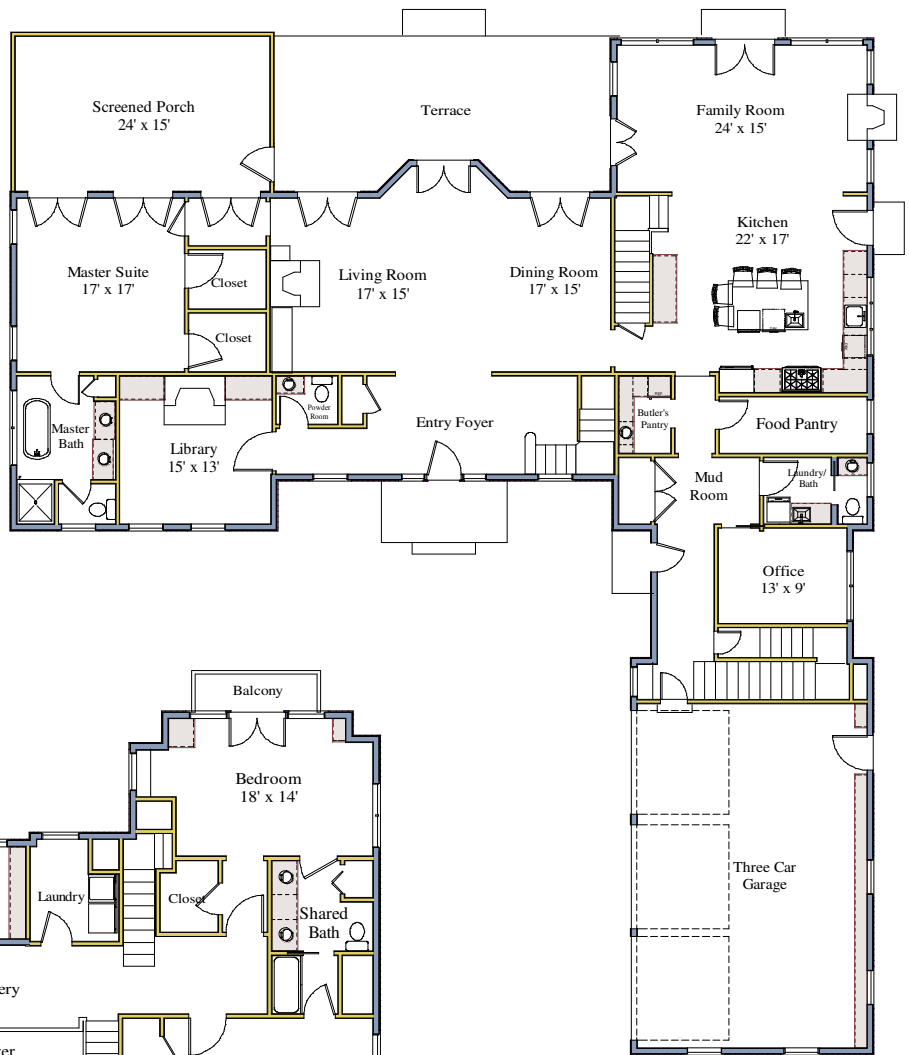 Screened Porch
24' x 15'
Terrace
Family Room
24' x 15'
Kitchen
22' x 17'
Master Suite
17' x 17'
Closet
Living Room
17' x 15'
Dining Room
17' x 15'
Closet
Master
Bath
Library
15' x 13'
Powder
Room
Entry Foyer
Butler's
Pantry
Food Pantry
Mud
Room
Laundry/
Bath
Office
13' x 9'
Balcony
Bedroom
18' x 14'
Three Car
Garage
Laundry
Closet
Shared
Bath
ery
er